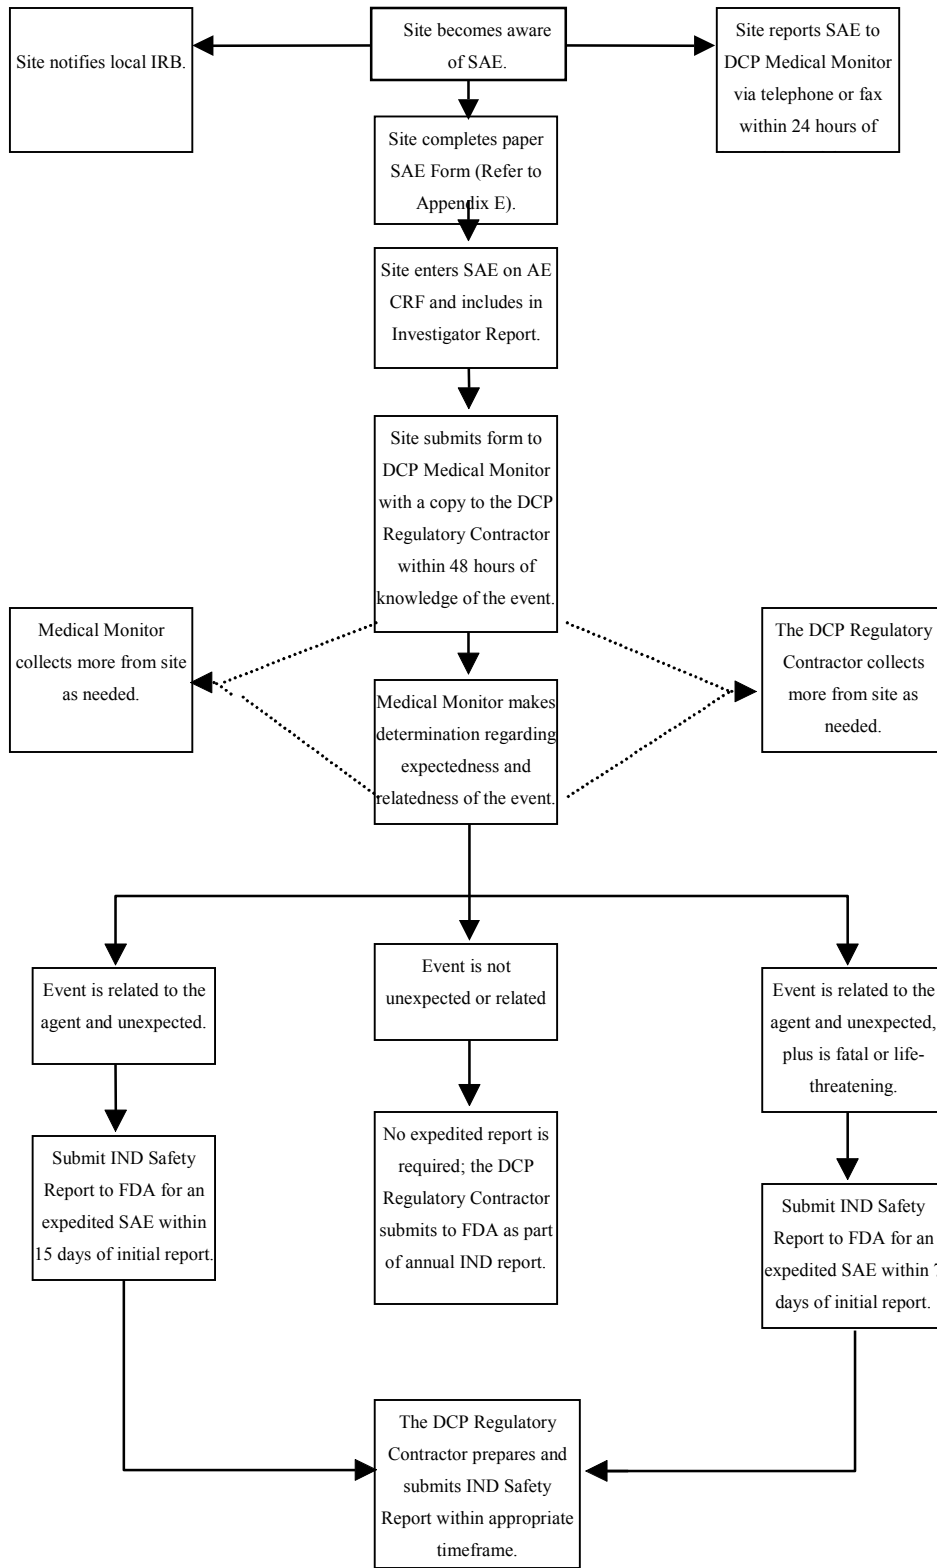 Site notifies local IRB.
Site becomes aware
of SAE.
Site reports SAE to
DCP Medical Monitor
via telephone or fax
within 24 hours of
Site completes paper
SAE Form (Refer to
Appendix E).
Site enters SAE on AE
CRF and includes in
Investigator Report.
Site submits form to
DCP Medical Monitor
with a copy to the DCP
Regulatory Contractor
within 48 hours of
knowledge of the event.
Medical Monitor
collects more from site
as needed.
The DCP Regulatory
Contractor collects
more from site as
needed.
Medical Monitor makes
determination regarding
expectedness and
relatedness of the event.
Event is related to the
agent and unexpected.
Event is not
unexpected or related
Event is related to the
agent and unexpected,
plus is fatal or life-
threatening.
Submit IND Safety
Report to FDA for an
expedited SAE within
15 days of initial report.
No expedited report is
required; the DCP
Regulatory Contractor
submits to FDA as part
of annual IND report.
Submit IND Safety
Report to FDA for an
expedited SAE within 7
days of initial report.
The DCP Regulatory
Contractor prepares and
submits IND Safety
Report within appropriate
timeframe.